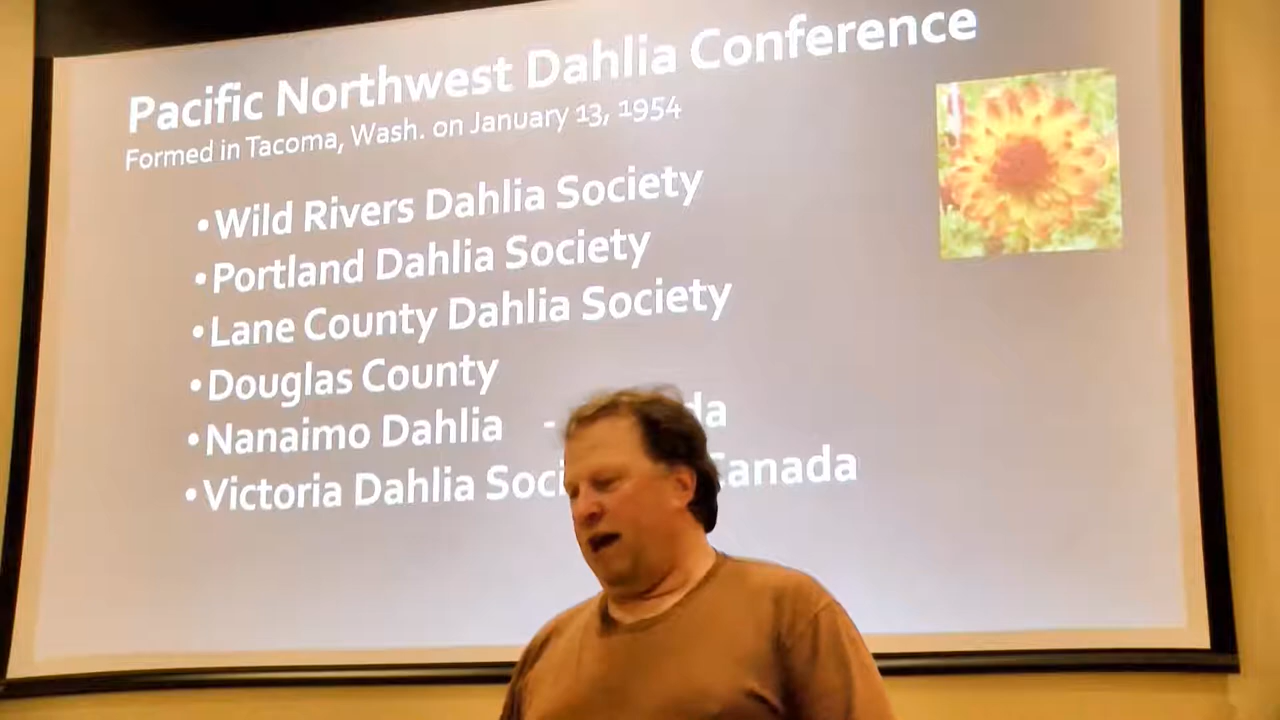 Pacific Northwest Dahlia Conference
Formed in Tacoma, Wash. on January 13, 1954
• Wild Rivers Dahlia Society
• Portland Dahlia Society
• Lane County Dahlia Society
• Douglas County
• Nanaimo Dahlia -
• Victoria Dahlia Canada